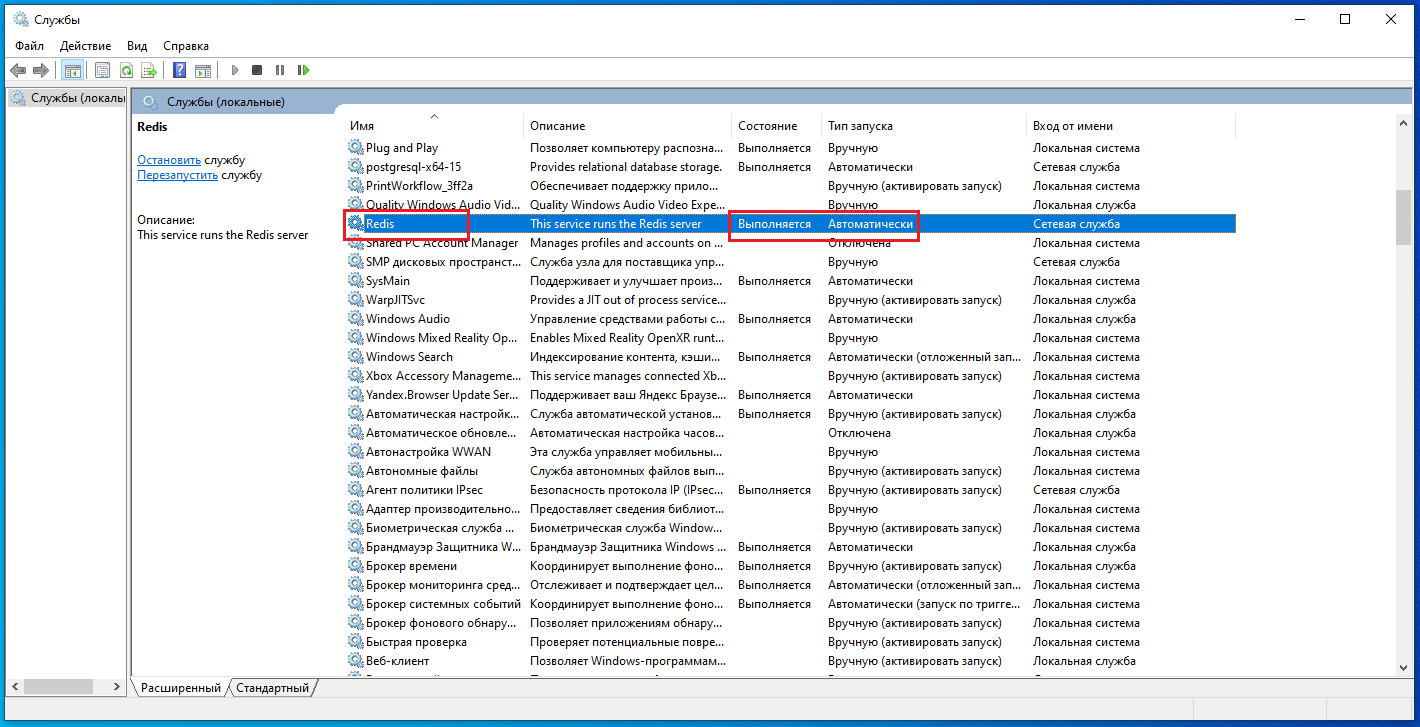 Службы
Файл Действие Вид Справка
Службы (локалы
Службы (локальные)
Redis
Остановить службу
Перезапустить службу
Описание:
This service runs the Redis server
Имя Описание Состояние Тип запуска Вход от имени
Plug and Play Позволяет компьютеру распозна... Выполняется Вручную Локальная система
postgresql-x64-15 Provides relational database storage. Выполняется Автоматически Сетевая служба
PrintWorkflow_3ff2a Обеспечивает поддержку прило... Вручную (активировать запуск) Локальная система
Quality Windows Audio Vid... Quality Windows Audio Video Expe... Вручную Локальная служба
Redis This service runs the Redis server Выполняется Автоматически Сетевая служба
Shared PC Account Manager Manages profiles and accounts on ... Отключена Локальная система
SMP дисковых пространст... Служба узла для поставщика упр... Вручную Сетевая служба
SysMain Поддерживает и улучшает произ... Выполняется Автоматически Локальная система
WarpJITSvc Provides a JIT out of process service... Вручную (активировать запуск) Локальная служба
Windows Audio Управление средствами работы с... Выполняется Автоматически Локальная служба
Windows Mixed Reality Op... Enables Mixed Reality OpenXR runt... Вручную Локальная система
Windows Search Индексирование контента, кэши... Выполняется Автоматически (отложенный зап... Локальная система
Xbox Accessory Manageme... This service manages connected Xb... Вручную (активировать запуск) Локальная система
Yandex.Browser Update Ser... Поддерживает ваш Яндекс Браузе... Выполняется Автоматически Локальная система
Автоматическая настройк... Служба автоматической установ... Выполняется Вручную (активировать запуск) Локальная служба
Автоматическое обновле... Автоматическая настройка часов... Отключена Локальная служба
Автонастройка WWAN Эта служба управляет мобильны... Вручную Локальная система
Автономные файлы Служба автономных файлов вып... Вручную (активировать запуск) Локальная система
Агент политики IPsec Безопасность протокола IP (IPsec... Выполняется Вручную (активировать запуск) Сетевая служба
Адаптер производительно... Предоставляет сведения библиот... Вручную Локальная система
Биометрическая служба ... Биометрическая служба Window... Вручную (активировать запуск) Локальная система
Брандмауэр Защитника W... Брандмауэр Защитника Windows ... Выполняется Автоматически Локальная служба
Брокер времени Координирует выполнение фоно... Выполняется Вручную (активировать запуск) Локальная служба
Брокер мониторинга сред... Отслеживает и подтверждает цел... Выполняется Автоматически (отложенный зап... Локальная служба
Брокер системных событий Координирует выполнение фоно... Выполняется Автоматически (запуск по тригге... Локальная система
Брокер фонового обнару... Позволяет приложениям обнару... Вручную (активировать запуск) Локальная система
Быстрая проверка Проверяет потенциальные повре... Вручную (активировать запуск) Локальная система
Веб-клиент Позволяет Windows-программам... Вручную (активировать запуск) Локальная служба
Расширенный Стандартный